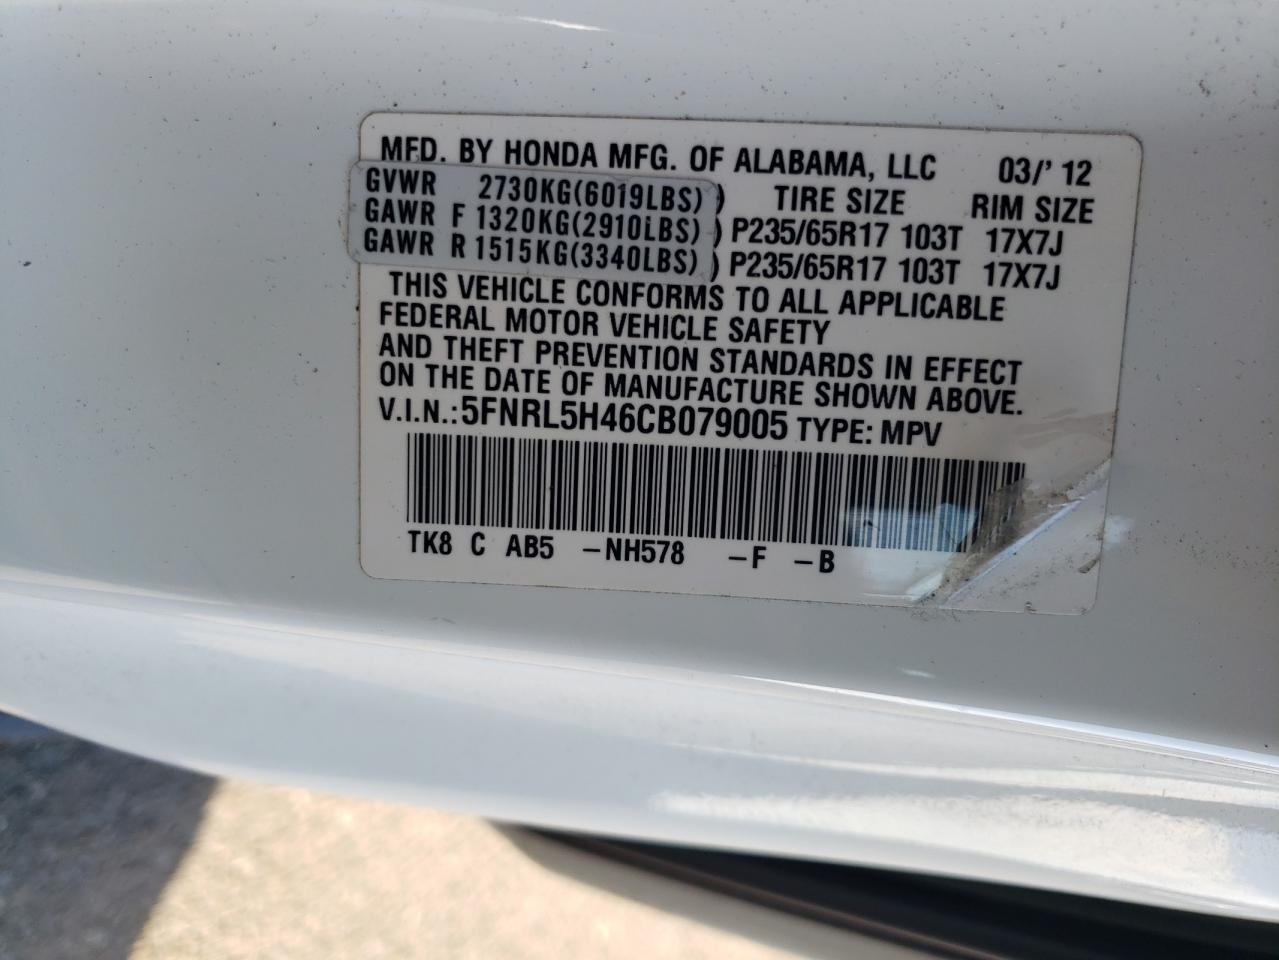 MFD. BY HONDA MFG. OF ALABAMA, LLC 03/' 12
GVWR 2730KG(6019LBS) ) TIRE SIZE RIM SIZE
GAWR F 1320KG(2910LBS) ) P235/65R17 103T 17X7J
GAWR R 1515KG(3340LBS) ) P235/65R17 103T 17X7J
THIS VEHICLE CONFORMS TO ALL APPLICABLE
FEDERAL MOTOR VEHICLE SAFETY
AND THEFT PREVENTION STANDARDS IN EFFECT
ON THE DATE OF MANUFACTURE SHOWN ABOVE.
V.I.N.:5FNRL5H46CB079005 TYPE: MPV
TK8 C AB5 –NH578 –F –B